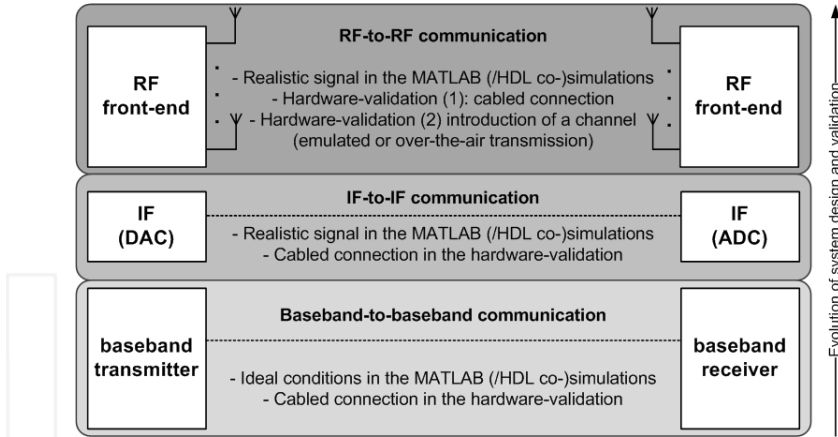 RF-to-RF communication
RF
front-end
- Realistic signal in the MATLAB (/HDL co-)simulations
- Hardware-validation (1): cabled connection
- Hardware-validation (2) introduction of a channel
(emulated or over-the-air transmission)
RF
front-end
IF-to-IF communication
IF
(DAC)
- Realistic signal in the MATLAB (/HDL co-)simulations
- Cabled connection in the hardware-validation
IF
(ADC)
Baseband-to-baseband communication
baseband
transmitter
- Ideal conditions in the MATLAB (/HDL co-)simulations
- Cabled connection in the hardware-validation
baseband
receiver
Evolution of system design and validation